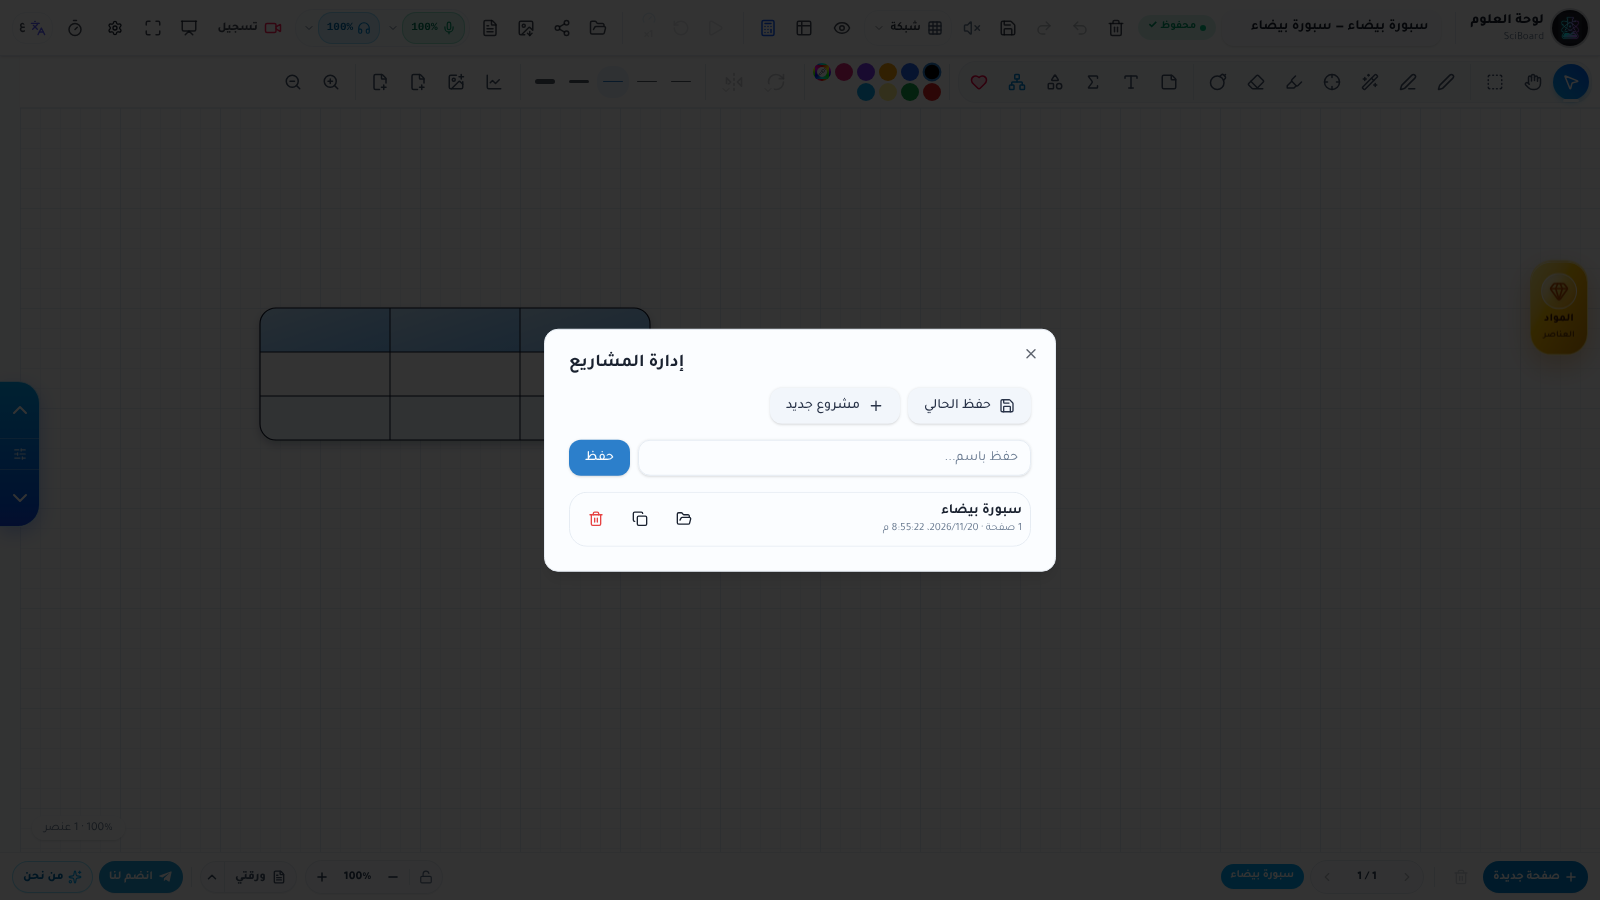 لوحة العلوم
SciBoard
سبورة بيضاء – سبورة بيضاء
محفوظ ✓
شبكة
100%
100%
تسجيل
ع
المواد
العناصر
إدارة المشاريع
حفظ الحالي
مشروع جديد
حفظ باسم...
حفظ
سبورة بيضاء
1 صفحة · 2026/11/20، 8:55:22 م
100% · 1 عنصر
صفحة جديدة
1 / 1
سبورة بيضاء
100%
ورقتي
انضم لنا
من نحن